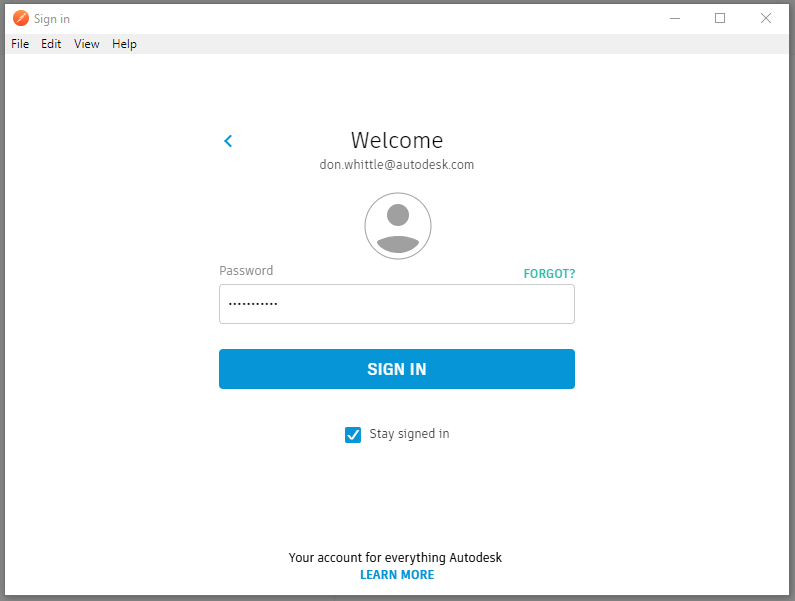 Sign in
File Edit View Help
Welcome
don.whittle@autodesk.com
Password
FORGOT?
•••••••••••
SIGN IN
Stay signed in
Your account for everything Autodesk
LEARN MORE